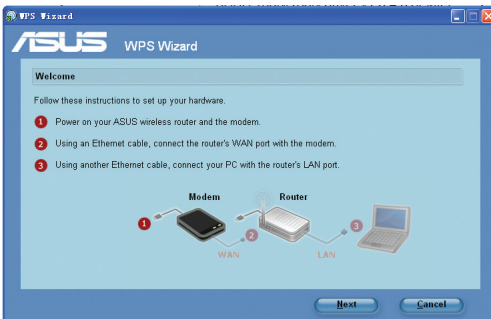 WPS Wizard
ASUS WPS Wizard
Welcome
Follow these instructions to set up your hardware.
1 Power on your ASUS wireless router and the modem.
2 Using an Ethernet cable, connect the router's WAN port with the modem.
3 Using another Ethernet cable, connect your PC with the router's LAN port.
Modem Router
1 2 3
WAN LAN
Next Cancel